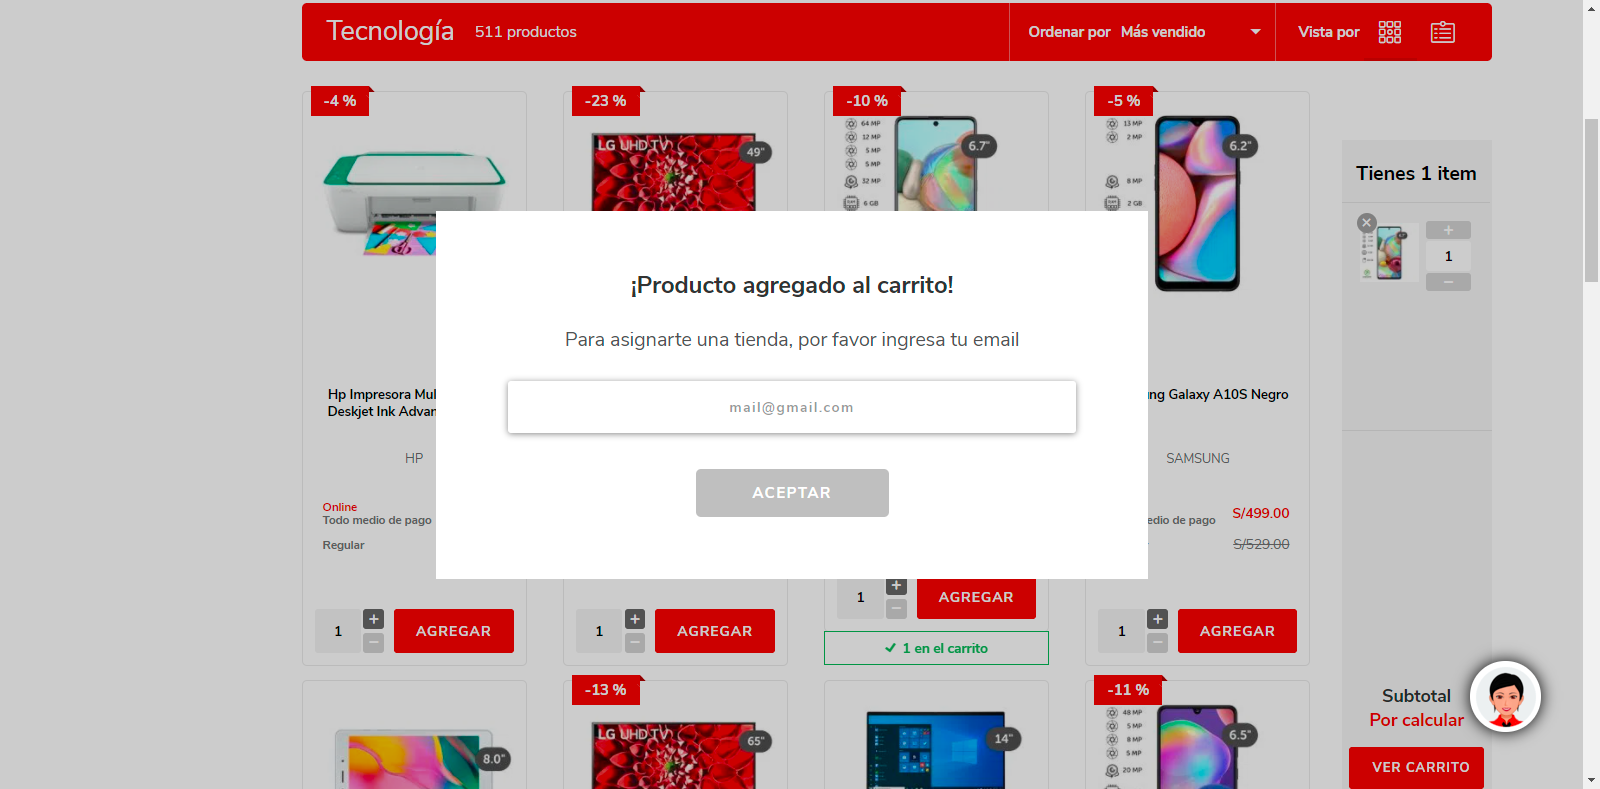 Tecnología
511 productos
Ordenar por
Más vendido
Vista por
-4 %
-23 %
-10 %
-5 %
LG UHD TV
49"
64 MP
12 MP
5 MP
5 MP
32 MP
6 GB
6.7"
13 MP
2 MP
8 MP
2 GB
6.2"
Tienes 1 item
1
¡Producto agregado al carrito!
Para asignarte una tienda, por favor ingresa tu email
mail@gmail.com
ACEPTAR
Hp Impresora Mul
Deskjet Ink Advan
ng Galaxy A10S Negro
HP
SAMSUNG
Online
Todo medio de pago
Regular
edio de pago
S/499.00
S/529.00
1
+
−
AGREGAR
1
+
−
AGREGAR
1
+
−
AGREGAR
1 en el carrito
1
+
−
AGREGAR
-13 %
-11 %
8.0"
LG UHD TV
65"
14"
48 MP
5 MP
8 MP
5 MP
20 MP
6.5"
Subtotal
Por calcular
VER CARRITO